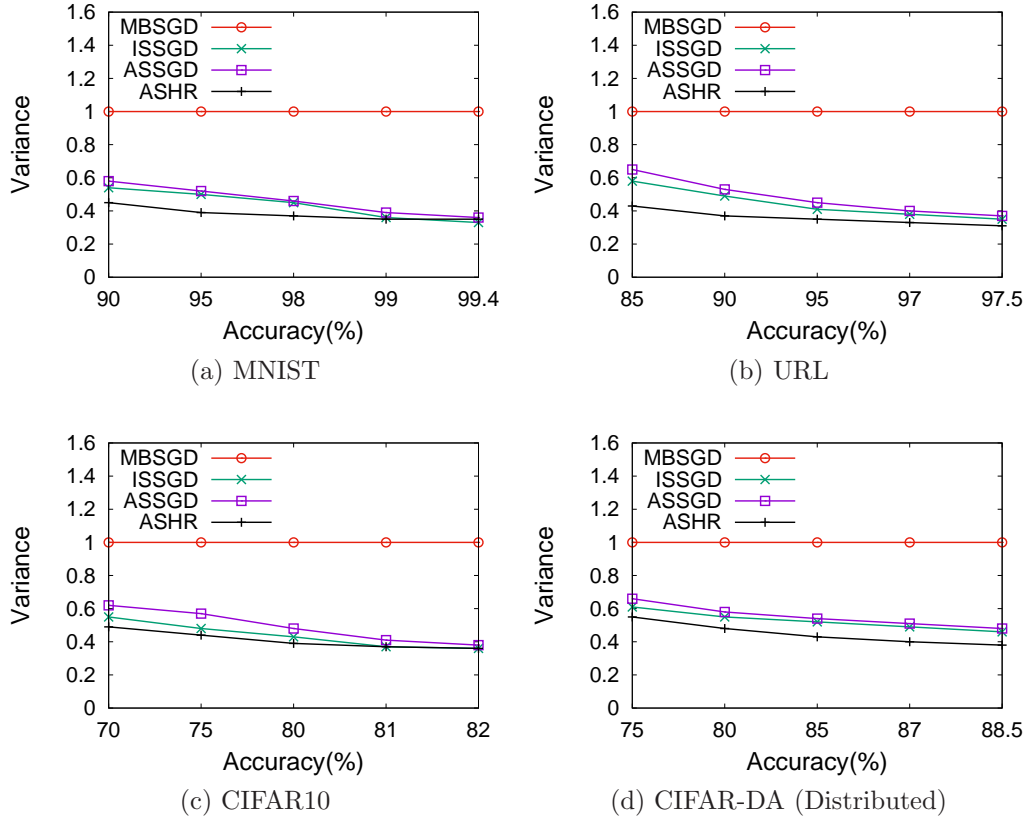 1.6
1.4
1.2
1
0.8
0.6
0.4
0.2
0
Variance
MBSGD
ISSGD
ASSGD
ASHR
90 95 98 99 99.4
Accuracy(%)
(a) MNIST
1.6
1.4
1.2
1
0.8
0.6
0.4
0.2
0
Variance
MBSGD
ISSGD
ASSGD
ASHR
85 90 95 97 97.5
Accuracy(%)
(b) URL
1.6
1.4
1.2
1
0.8
0.6
0.4
0.2
0
Variance
MBSGD
ISSGD
ASSGD
ASHR
70 75 80 81 82
Accuracy(%)
(c) CIFAR10
1.6
1.4
1.2
1
0.8
0.6
0.4
0.2
0
Variance
MBSGD
ISSGD
ASSGD
ASHR
75 80 85 87 88.5
Accuracy(%)
(d) CIFAR-DA (Distributed)